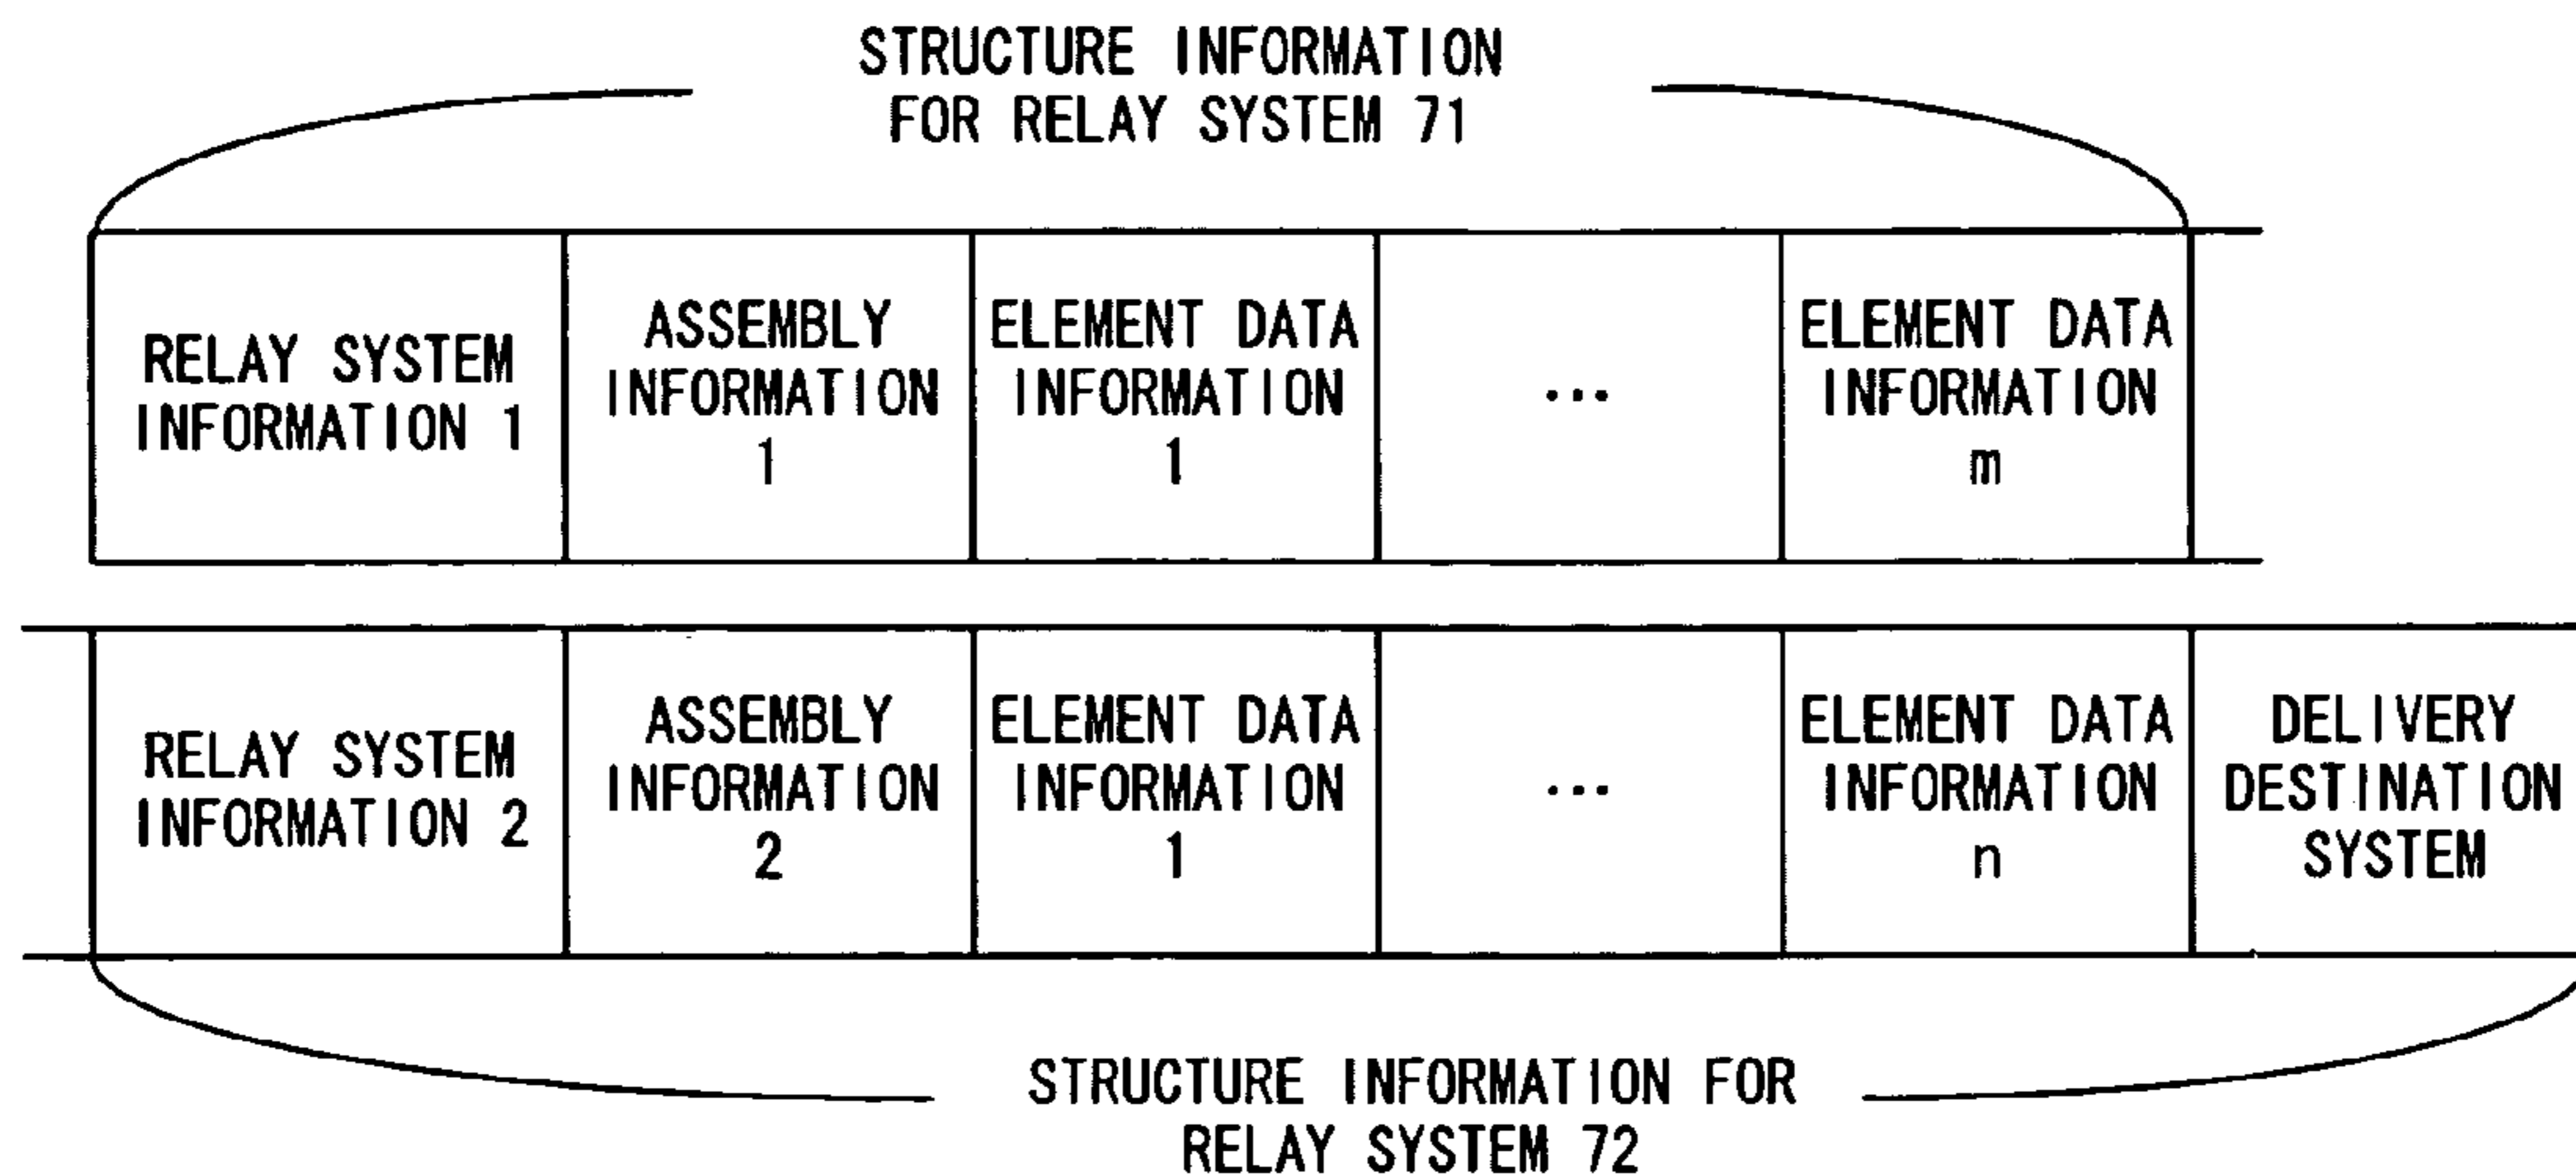 STRUCTURE INFORMATION
FOR RELAY SYSTEM 71
RELAY SYSTEM
INFORMATION 1
ASSEMBLY
INFORMATION
1
ELEMENT DATA
INFORMATION
1
...
ELEMENT DATA
INFORMATION
m
RELAY SYSTEM
INFORMATION 2
ASSEMBLY
INFORMATION
2
ELEMENT DATA
INFORMATION
1
...
ELEMENT DATA
INFORMATION
n
DELIVERY
DESTINATION
SYSTEM
STRUCTURE INFORMATION FOR
RELAY SYSTEM 72